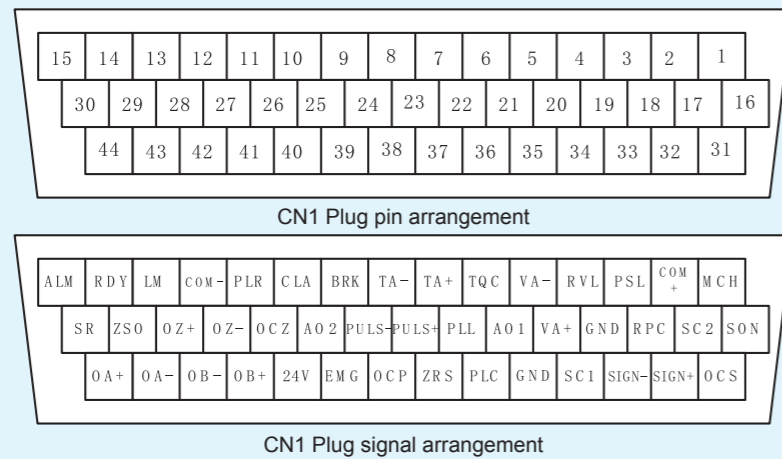 15 14 13 12 11 10 9 8 7 6 5 4 3 2 1
30 29 28 27 26 25 24 23 22 21 20 19 18 17 16
44 43 42 41 40 39 38 37 36 35 34 33 32 31
CN1 Plug pin arrangement
ALM RDY LM COM- PLR CLA BRK TA- TA+ TQC VA- RVL PSL COM + MCH
SR ZSO OZ+ OZ- OCZ AO2 PULS- PULS+ PLL AO1 VA+ GND RPC SC2 SON
OA+ OA- OB- OB+ 24V EMG OCP ZRS PLC GND SC1 SIGN- SIGN+ OCS
CN1 Plug signal arrangement